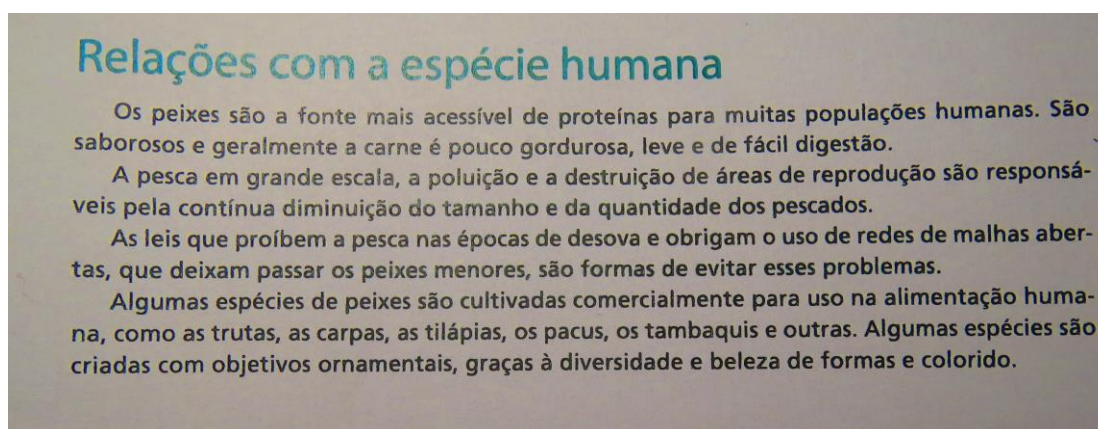 Relações com a espécie humana
Os peixes são a fonte mais acessível de proteínas para muitas populações humanas. São
saborosos e geralmente a carne é pouco gordurosa, leve e de fácil digestão.
A pesca em grande escala, a poluição e a destruição de áreas de reprodução são responsá-
veis pela contínua diminuição do tamanho e da quantidade dos pescados.
As leis que proíbem a pesca nas épocas de desova e obrigam o uso de redes de malhas aber-
tas, que deixam passar os peixes menores, são formas de evitar esses problemas.
Algumas espécies de peixes são cultivadas comercialmente para uso na alimentação huma-
na, como as trutas, as carpas, as tilápias, os pacus, os tambaquis e outras. Algumas espécies são
criadas com objetivos ornamentais, graças à diversidade e beleza de formas e colorido.